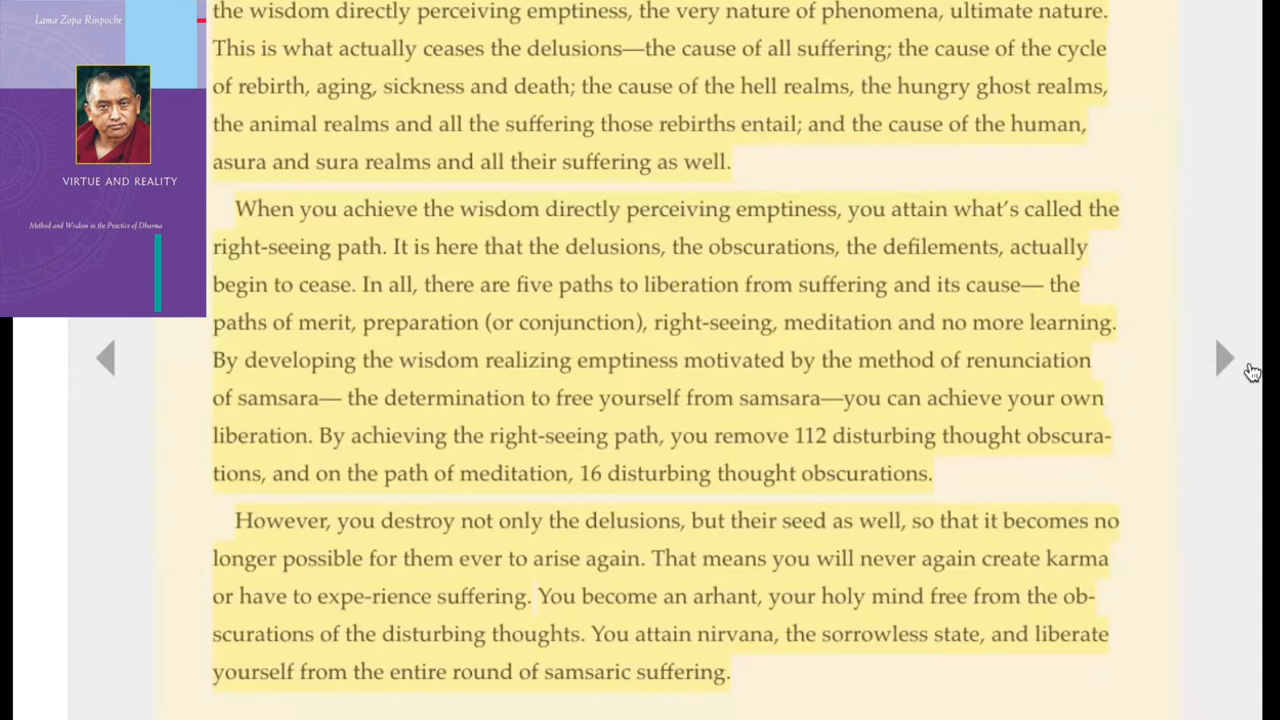 Lama Zopa Rinpoche
VIRTUE AND REALITY
Method and Wisdom in the Practice of Dharma
the wisdom directly perceiving emptiness, the very nature of phenomena, ultimate nature.
This is what actually ceases the delusions—the cause of all suffering; the cause of the cycle
of rebirth, aging, sickness and death; the cause of the hell realms, the hungry ghost realms,
the animal realms and all the suffering those rebirths entail; and the cause of the human,
asura and sura realms and all their suffering as well.
When you achieve the wisdom directly perceiving emptiness, you attain what's called the
right-seeing path. It is here that the delusions, the obscurations, the defilements, actually
begin to cease. In all, there are five paths to liberation from suffering and its cause— the
paths of merit, preparation (or conjunction), right-seeing, meditation and no more learning.
By developing the wisdom realizing emptiness motivated by the method of renunciation
of samsara— the determination to free yourself from samsara—you can achieve your own
liberation. By achieving the right-seeing path, you remove 112 disturbing thought obscura-
tions, and on the path of meditation, 16 disturbing thought obscurations.
However, you destroy not only the delusions, but their seed as well, so that it becomes no
longer possible for them ever to arise again. That means you will never again create karma
or have to expe-rience suffering. You become an arhant, your holy mind free from the ob-
scurations of the disturbing thoughts. You attain nirvana, the sorrowless state, and liberate
yourself from the entire round of samsaric suffering.